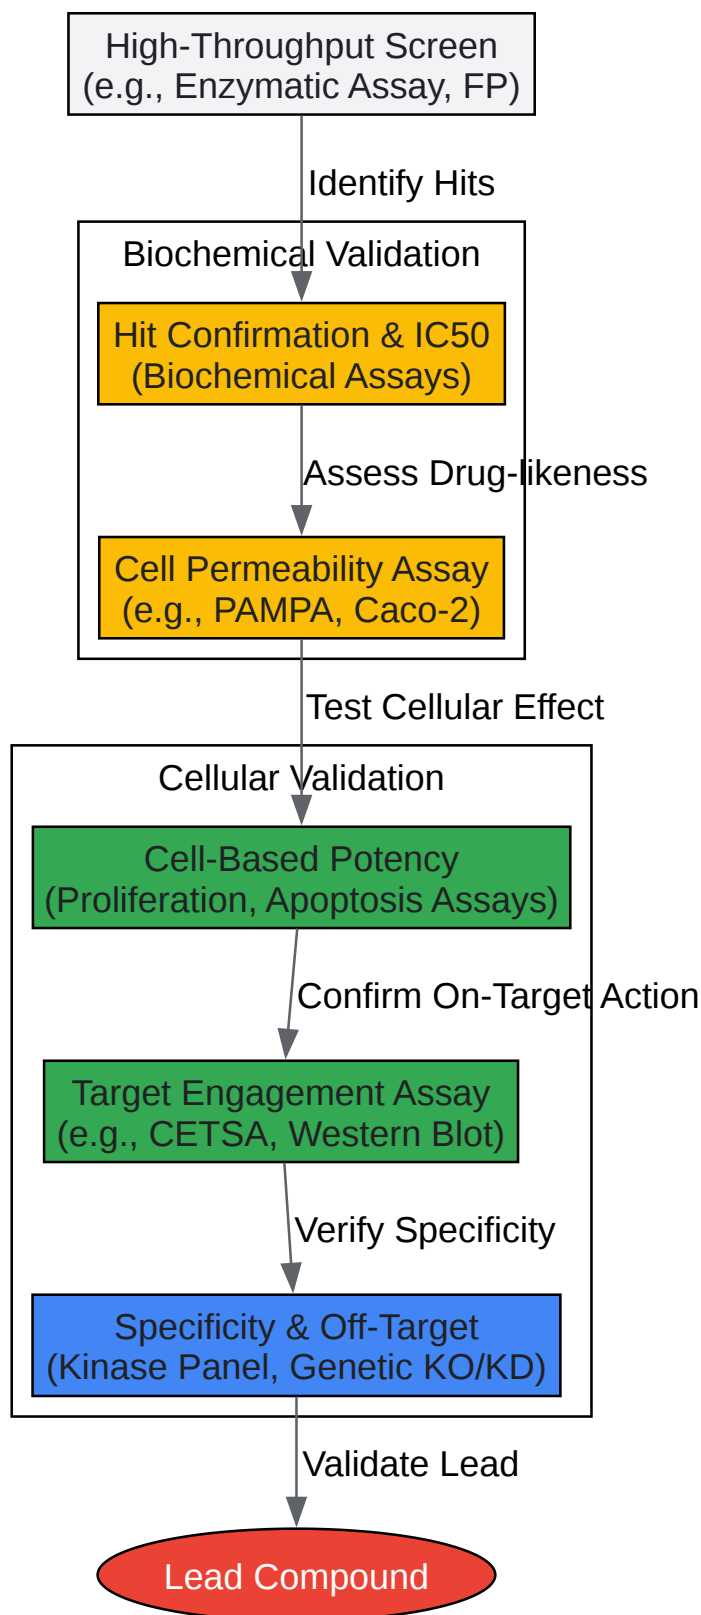 High-Throughput Screen
(e.g., Enzymatic Assay, FP)
Identify Hits
Biochemical Validation
Hit Confirmation & IC50
(Biochemical Assays)
Assess Drug-likeness
Cell Permeability Assay
(e.g., PAMPA, Caco-2)
Test Cellular Effect
Cellular Validation
Cell-Based Potency
(Proliferation, Apoptosis Assays)
Confirm On-Target Action
Target Engagement Assay
(e.g., CETSA, Western Blot)
Verify Specificity
Specificity & Off-Target
(Kinase Panel, Genetic KO/KD)
Validate Lead
Lead Compound